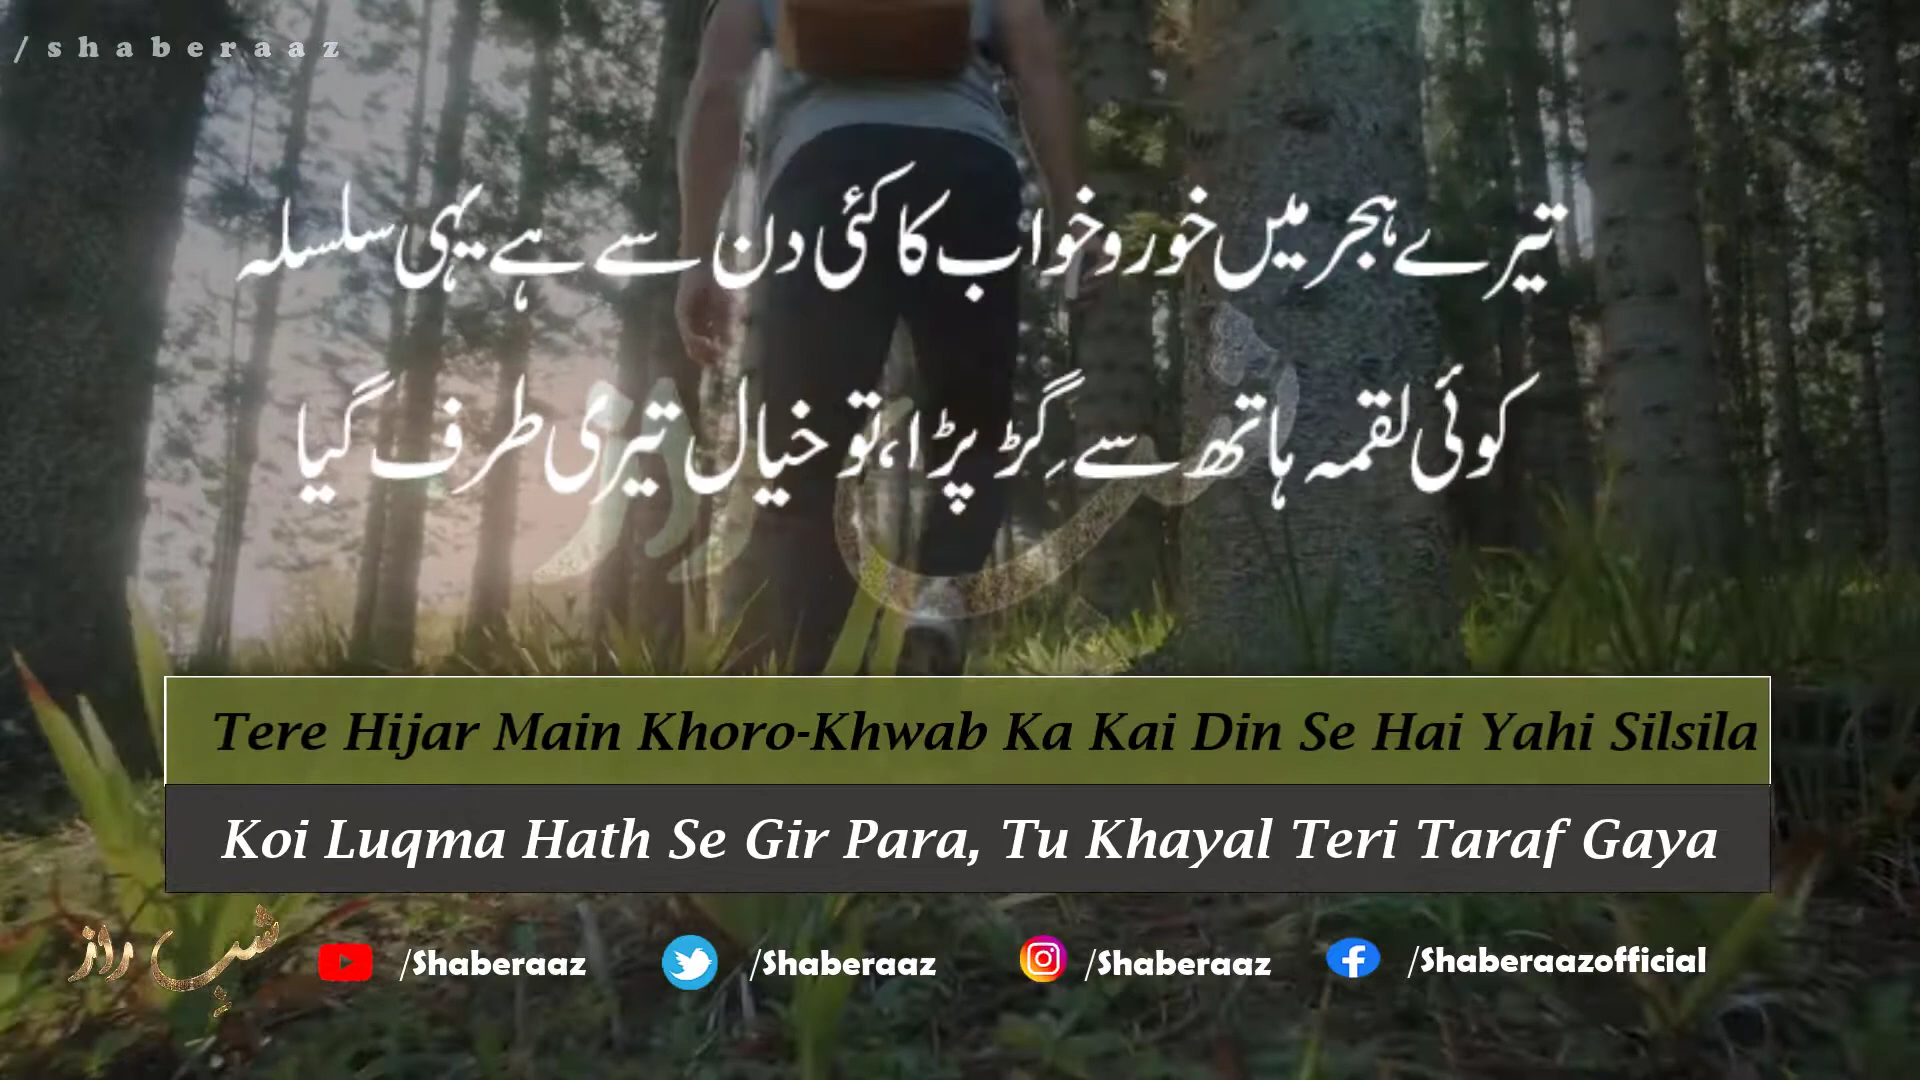 /shaberaaz
تیرے ہجر میں خور و خواب کا کئی دن سے ہے یہی سلسلہ
کوئی لقمہ ہاتھ سے گِڑ پڑا، تو خیال تیری طرف گیا
شب راز
Tere Hijar Main Khoro-Khwab Ka Kai Din Se Hai Yahi Silsila
Koi Luqma Hath Se Gir Para, Tu Khayal Teri Taraf Gaya
شبِ راز
/Shaberaaz
/Shaberaaz
/Shaberaaz
/Shaberaazofficial